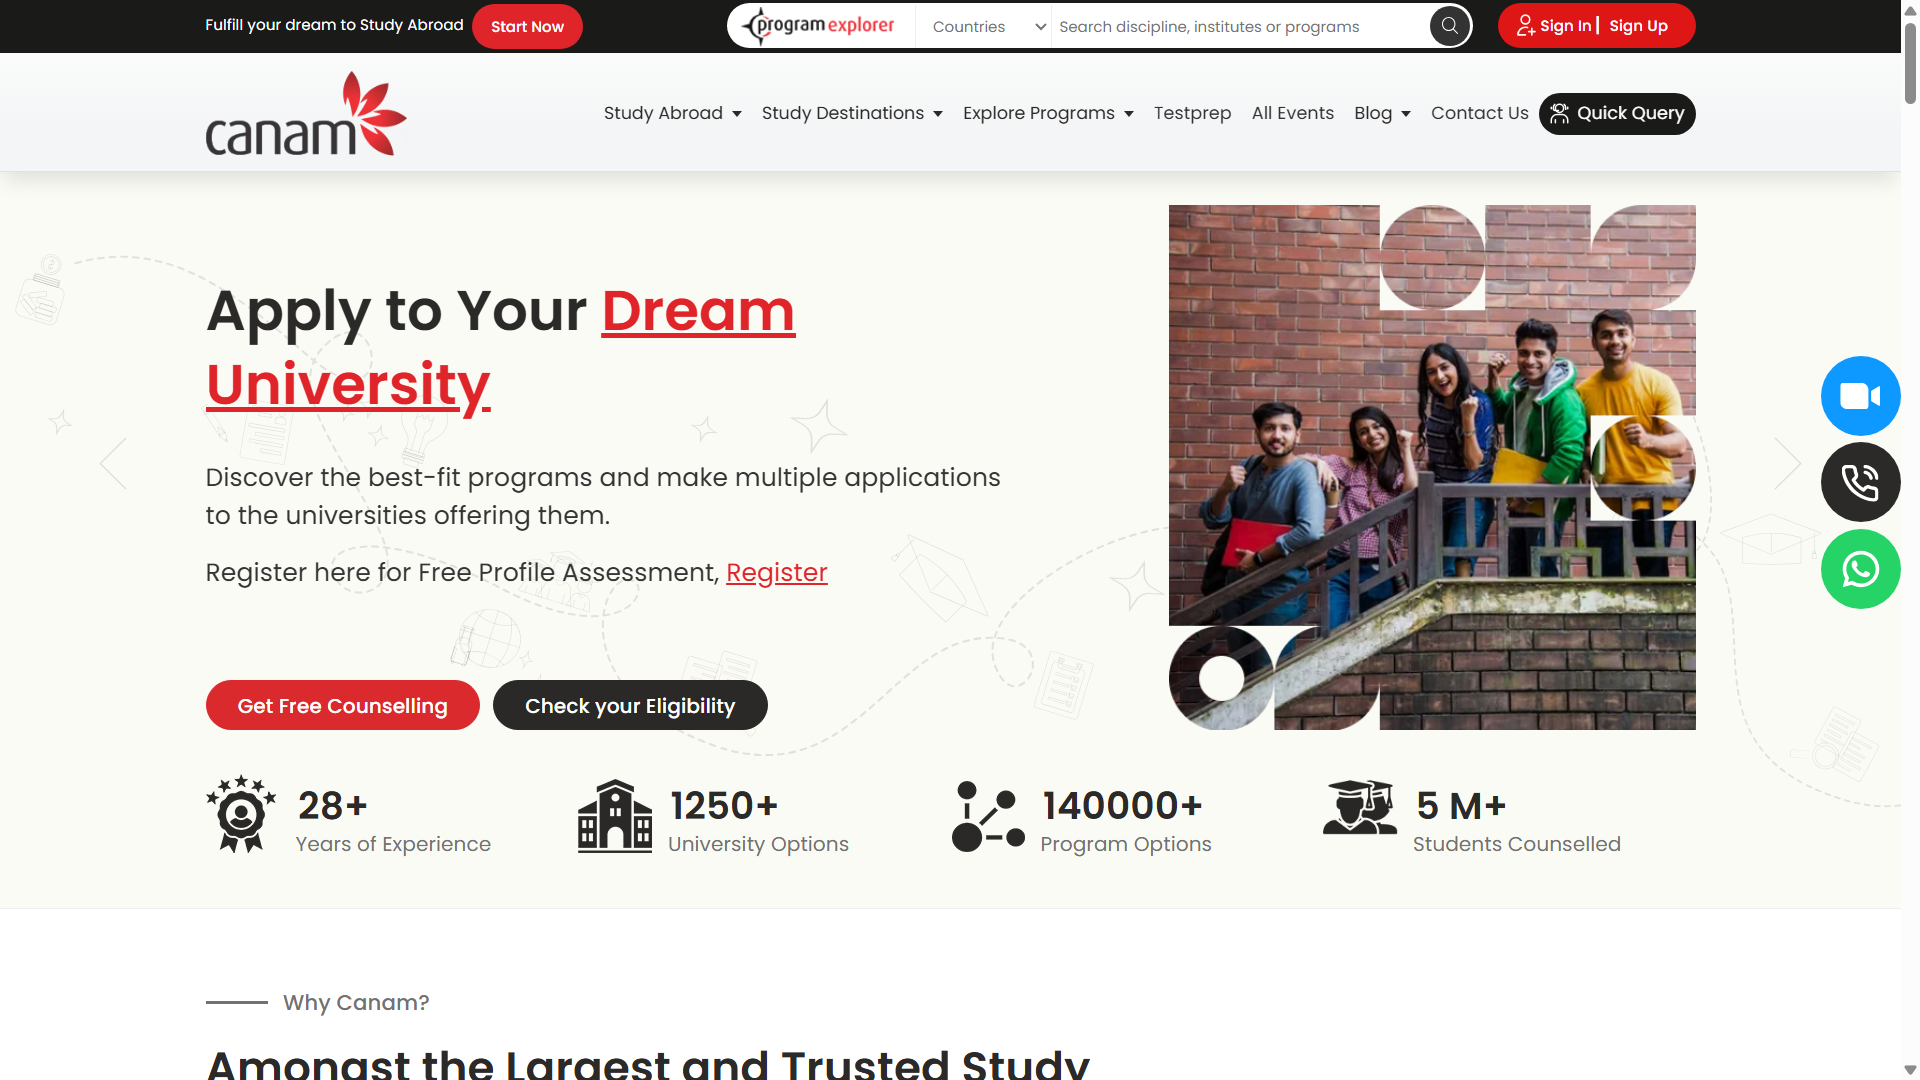 Fulfill your dream to Study Abroad
Start Now
program explorer
Countries
Search discipline, institutes or programs
Sign In | Sign Up
canam
Study Abroad
Study Destinations
Explore Programs
Testprep
All Events
Blog
Contact Us
Quick Query
Apply to Your Dream
University
Discover the best-fit programs and make multiple applications
to the universities offering them.
Register here for Free Profile Assessment, Register
Get Free Counselling
Check your Eligibility
28+
Years of Experience
1250+
University Options
140000+
Program Options
5 M+
Students Counselled
Why Canam?
Amongst the Largest and Trusted Study